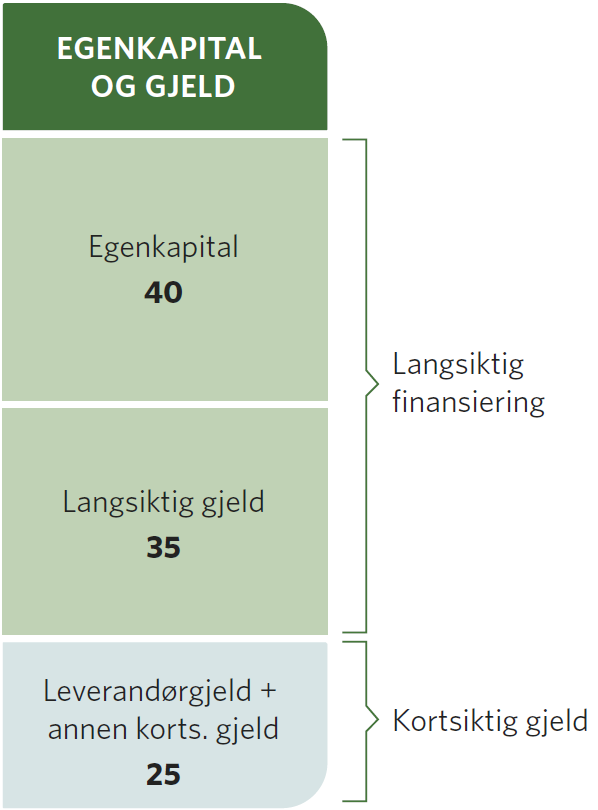 EGENKAPITAL
OG GJELD
Egenkapital
40
Langsiktig gjeld
35
Leverandørgjeld +
annen korts. gjeld
25
Langsiktig
finansiering
Kortsiktig gjeld